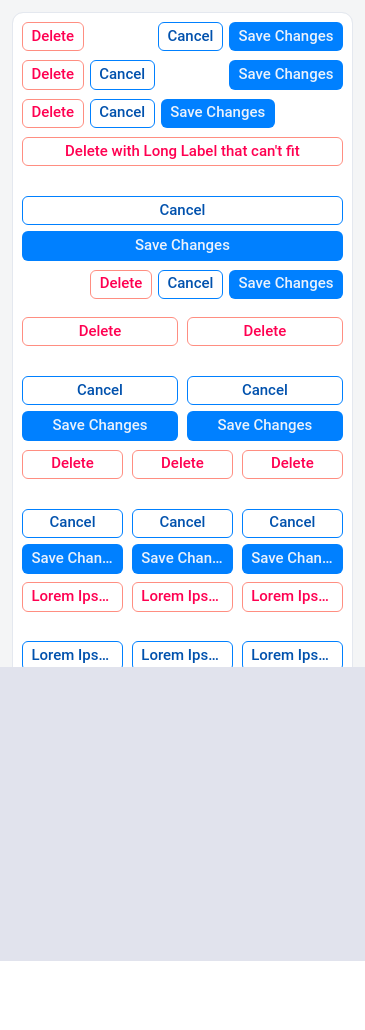 Delete Cancel Save Changes
Delete Cancel Save Changes
Delete Cancel Save Changes
Delete with Long Label that can't fit
Cancel
Save Changes
Delete Cancel Save Changes
Delete Delete
Cancel Cancel
Save Changes Save Changes
Delete Delete Delete
Cancel Cancel Cancel
Save Chan... Save Chan... Save Chan...
Lorem Ips... Lorem Ips... Lorem Ips...
Lorem Ips... Lorem Ips... Lorem Ips...